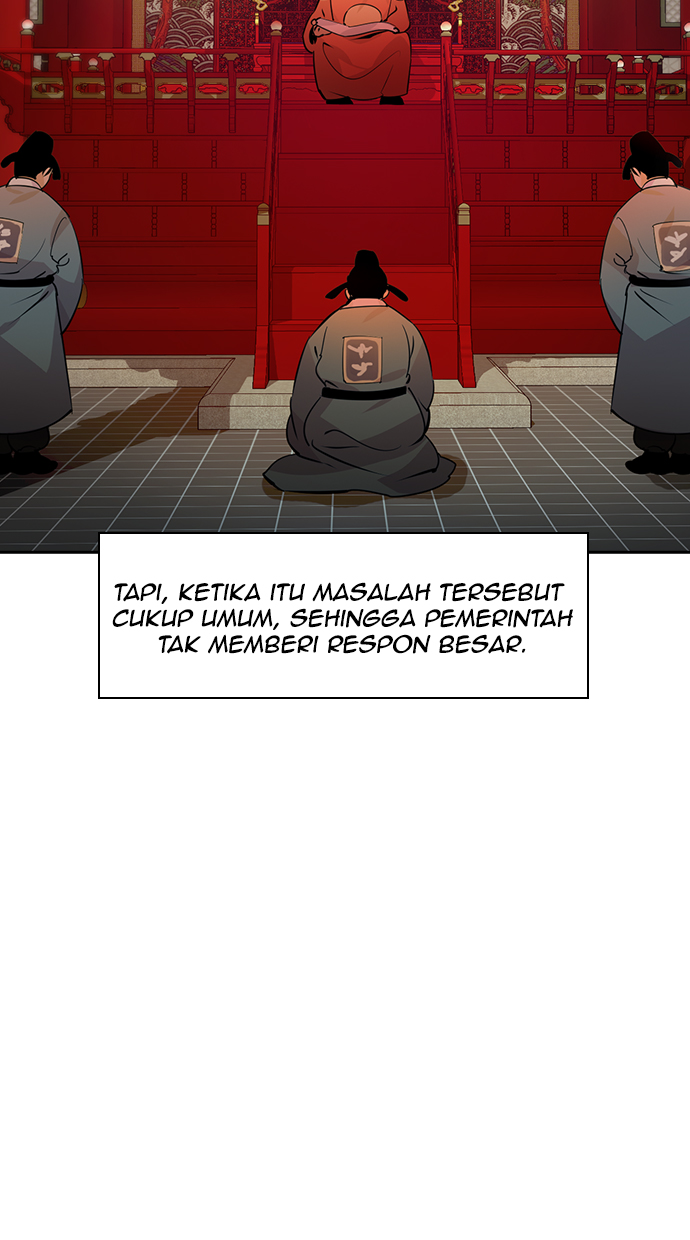 TAPI, KETIKA ITU MASALAH TERSEBUT
CUKUP UMUM, SEHINGGA PEMERINTAH
TAK MEMBERI RESPON BESAR.